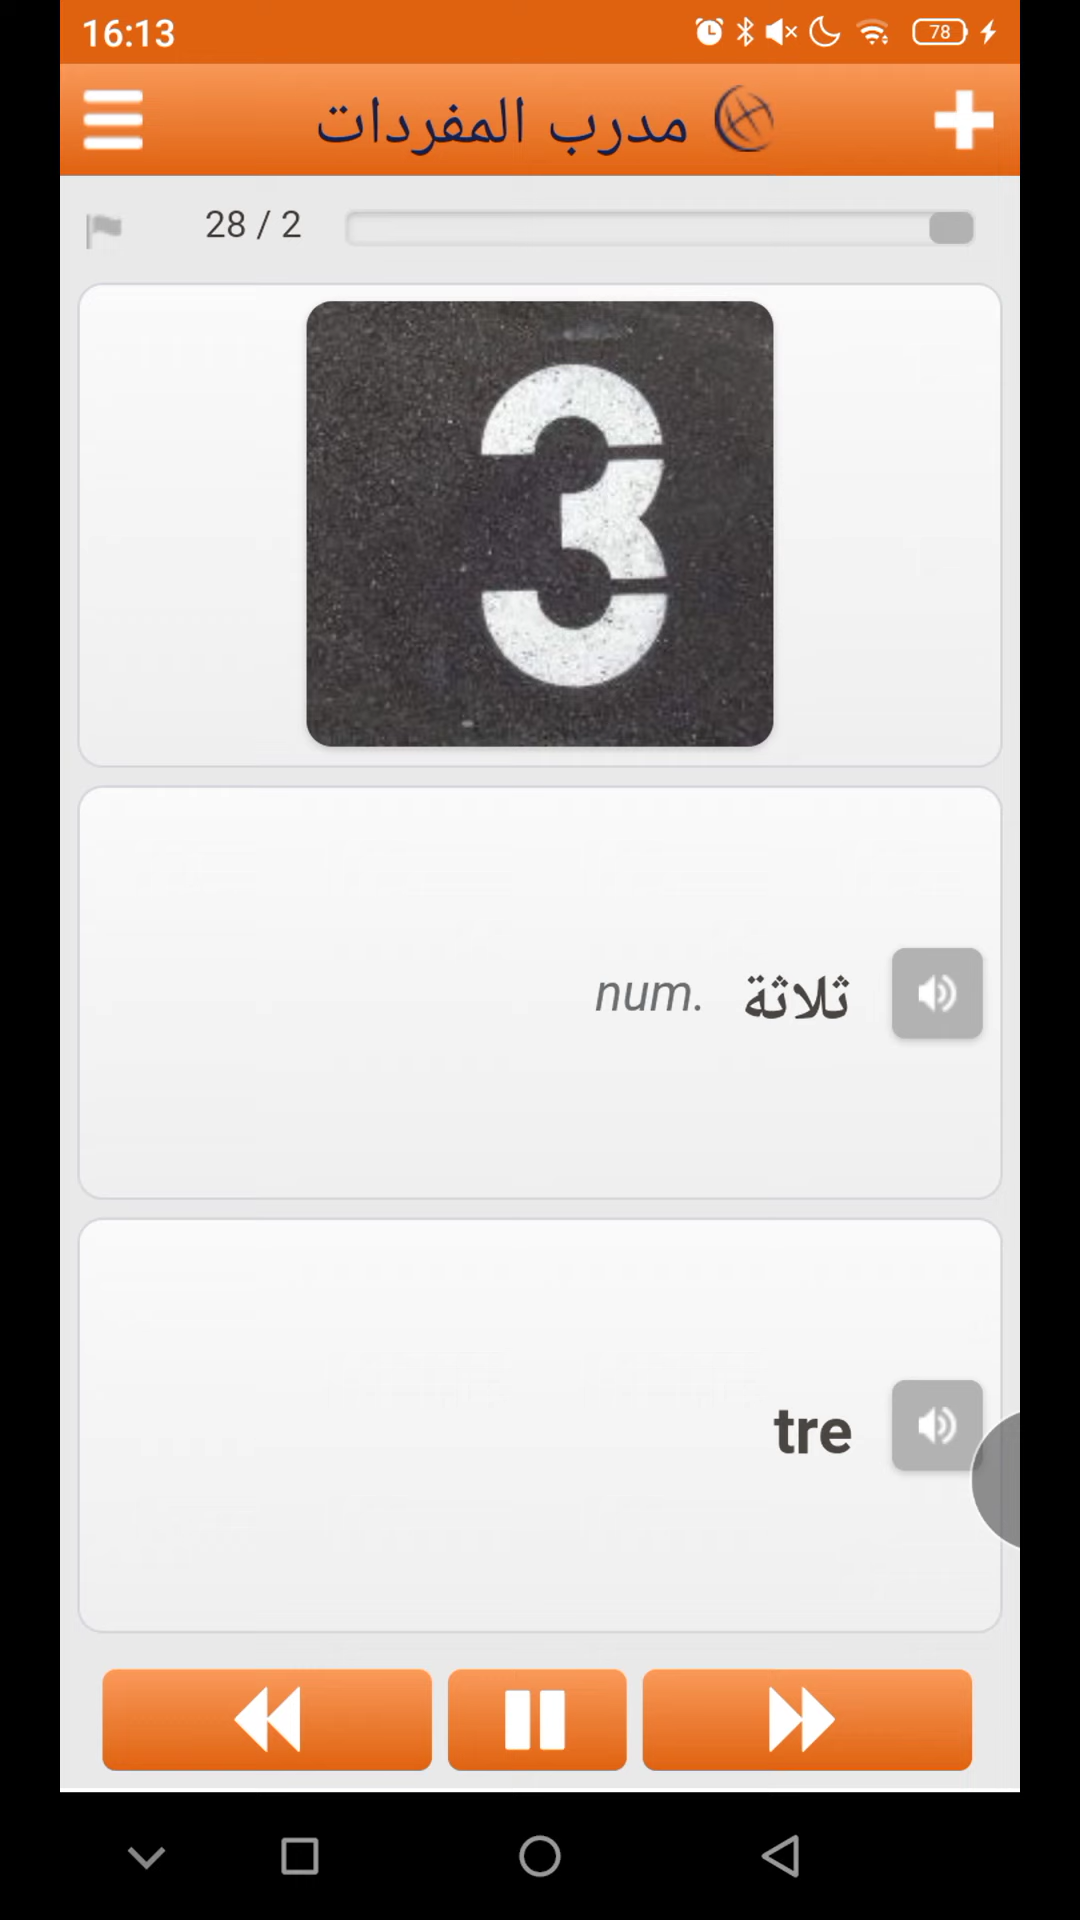 16:13 78
مدرب المفردات
28 / 2
3
ثلاثة num.
tre